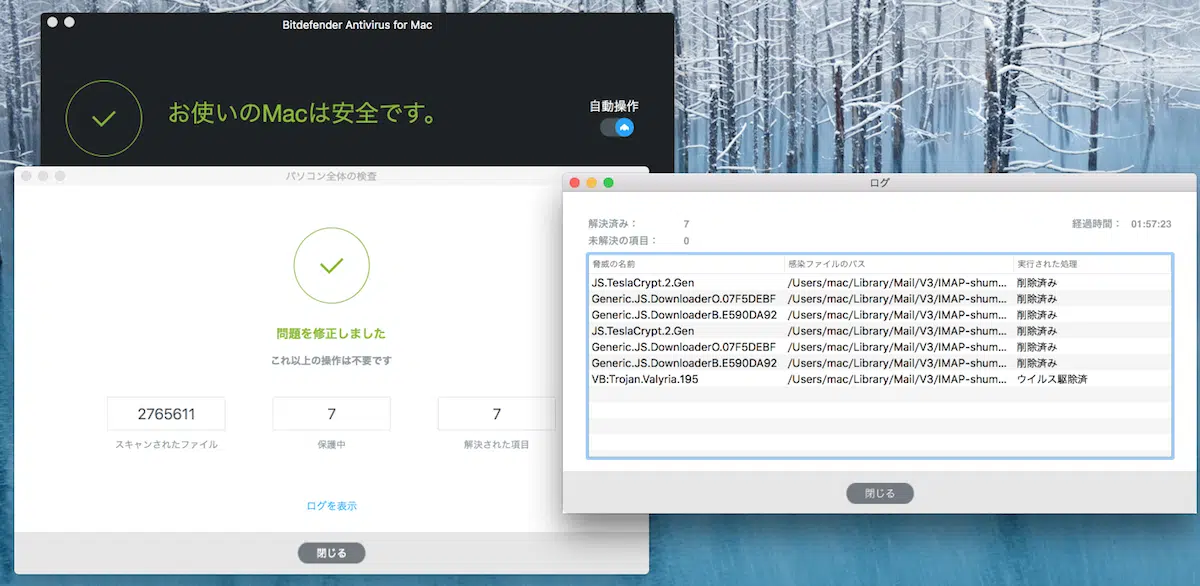 Bitdefender Antivirus for Mac
お使いのMacは安全です。
自動操作
パソコン全体の検査
問題を修正しました
これ以上の操作は不要です
2765611
7
7
スキャンされたファイル
保護中
解決された項目
ログを表示
閉じる
ログ
解決済み： 7
経過時間： 01:57:23
未解決の項目： 0
脅威の名前 感染ファイルのパス 実行された処理
JS.TeslaCrypt.2.Gen /Users/mac/Library/Mail/V3/IMAP-shum... 削除済み
Generic.JS.DownloaderO.07F5DEBF /Users/mac/Library/Mail/V3/IMAP-shum... 削除済み
Generic.JS.DownloaderB.E590DA92 /Users/mac/Library/Mail/V3/IMAP-shum... 削除済み
JS.TeslaCrypt.2.Gen /Users/mac/Library/Mail/V3/IMAP-shum... 削除済み
Generic.JS.DownloaderO.07F5DEBF /Users/mac/Library/Mail/V3/IMAP-shum... 削除済み
Generic.JS.DownloaderB.E590DA92 /Users/mac/Library/Mail/V3/IMAP-shum... 削除済み
VB:Trojan.Valyria.195 /Users/mac/Library/Mail/V3/IMAP-shum... ウイルス駆除済
閉じる